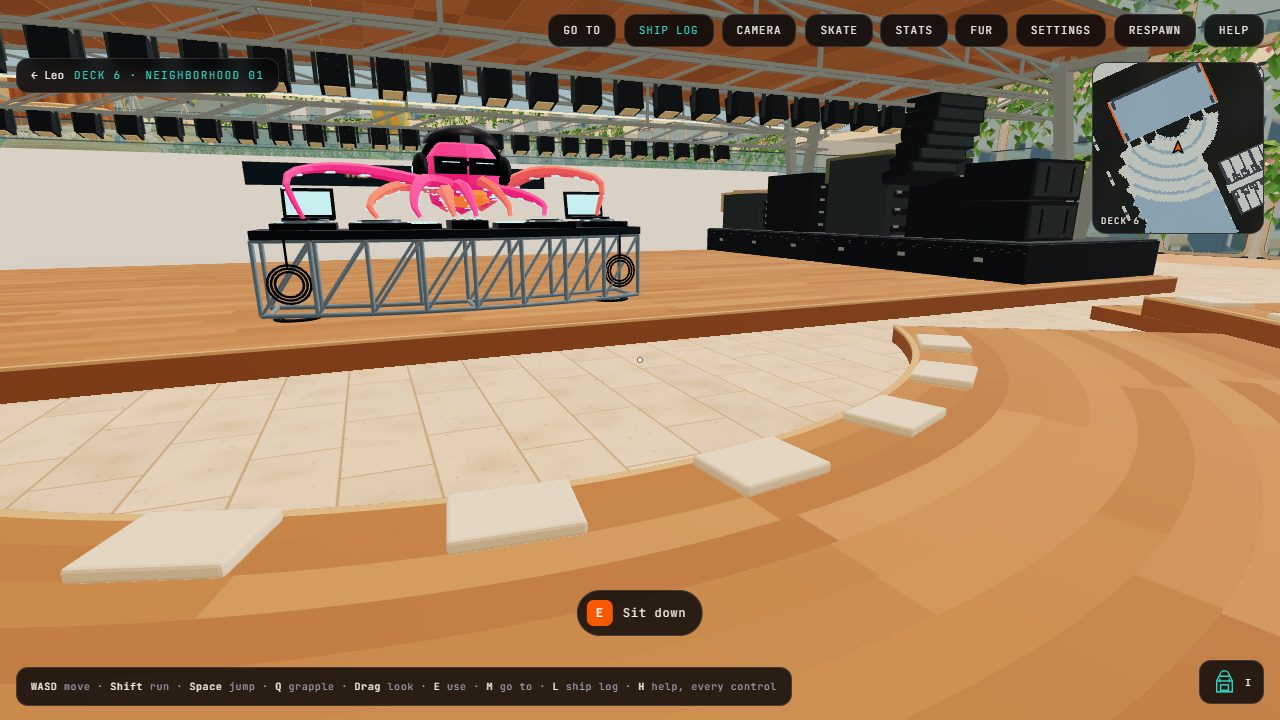 GO TO
SHIP LOG
CAMERA
SKATE
STATS
FUR
SETTINGS
RESPAWN
HELP
← Leo DECK 6 · NEIGHBORHOOD 01
DECK 6
E Sit down
WASD move · Shift run · Space jump · Q grapple · Drag look · E use · M go to · L ship log · H help, every control
I